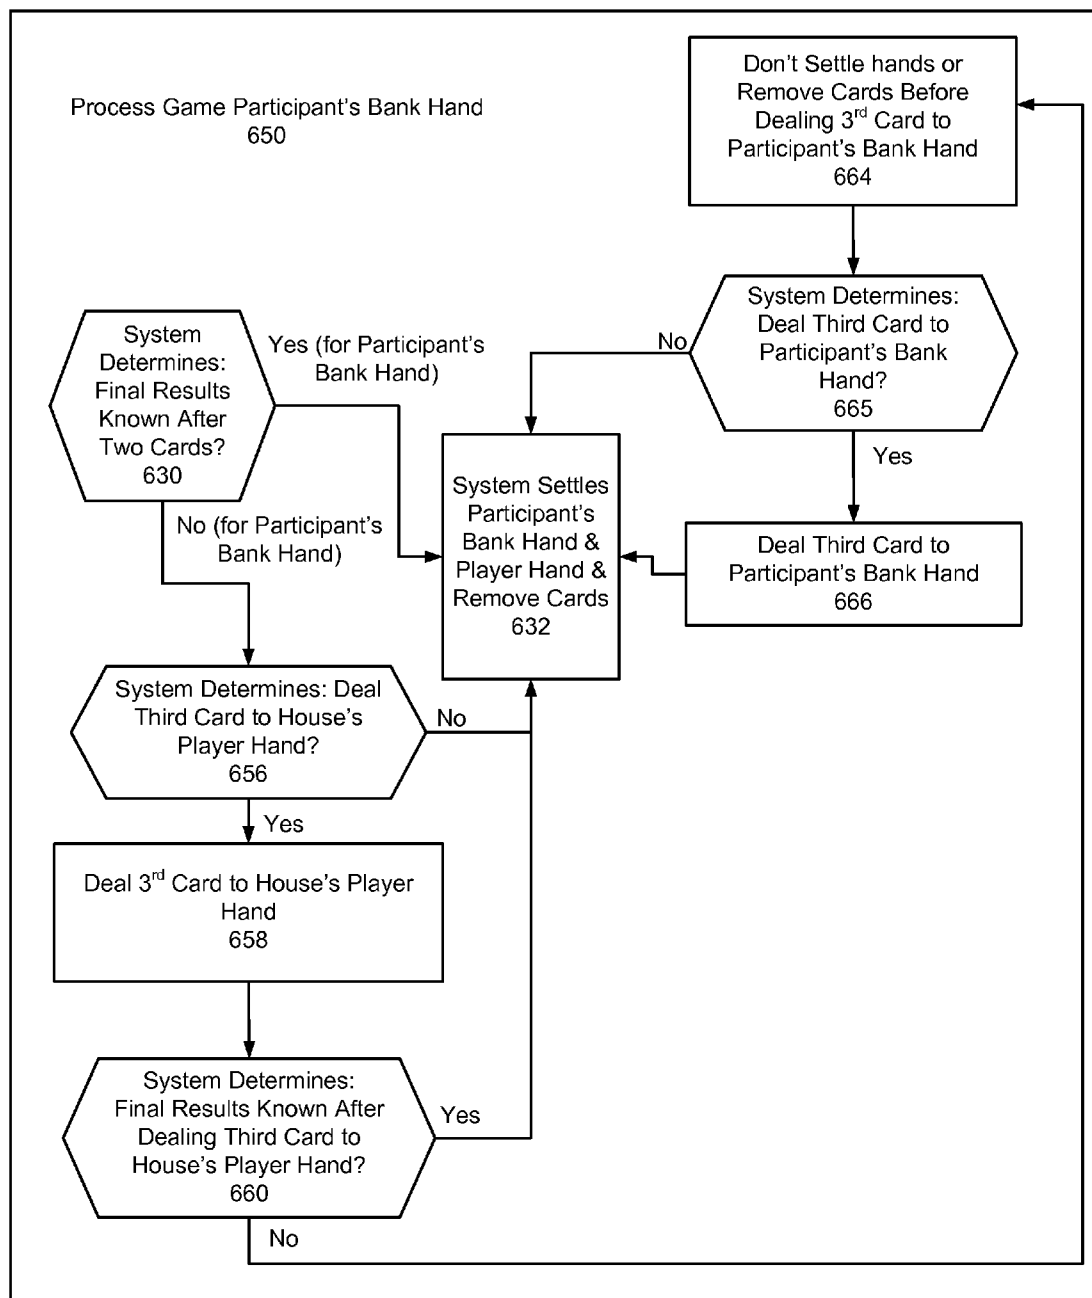 Process Game Participant's Bank Hand
650
Don't Settle hands or
Remove Cards Before
Dealing 3rd Card to
Participant's Bank Hand
664
System Determines:
Deal Third Card to
Participant's Bank
Hand?
665
No
Yes
System
Determines:
Final Results
Known After
Two Cards?
630
Yes (for Participant's
Bank Hand)
No (for Participant's
Bank Hand)
System Settles
Participant's
Bank Hand &
Player Hand &
Remove Cards
632
Deal Third Card to
Participant's Bank Hand
666
System Determines: Deal
Third Card to House's
Player Hand?
656
No
Yes
Deal 3rd Card to House's Player
Hand
658
System Determines:
Final Results Known After
Dealing Third Card to
House's Player Hand?
660
Yes
No